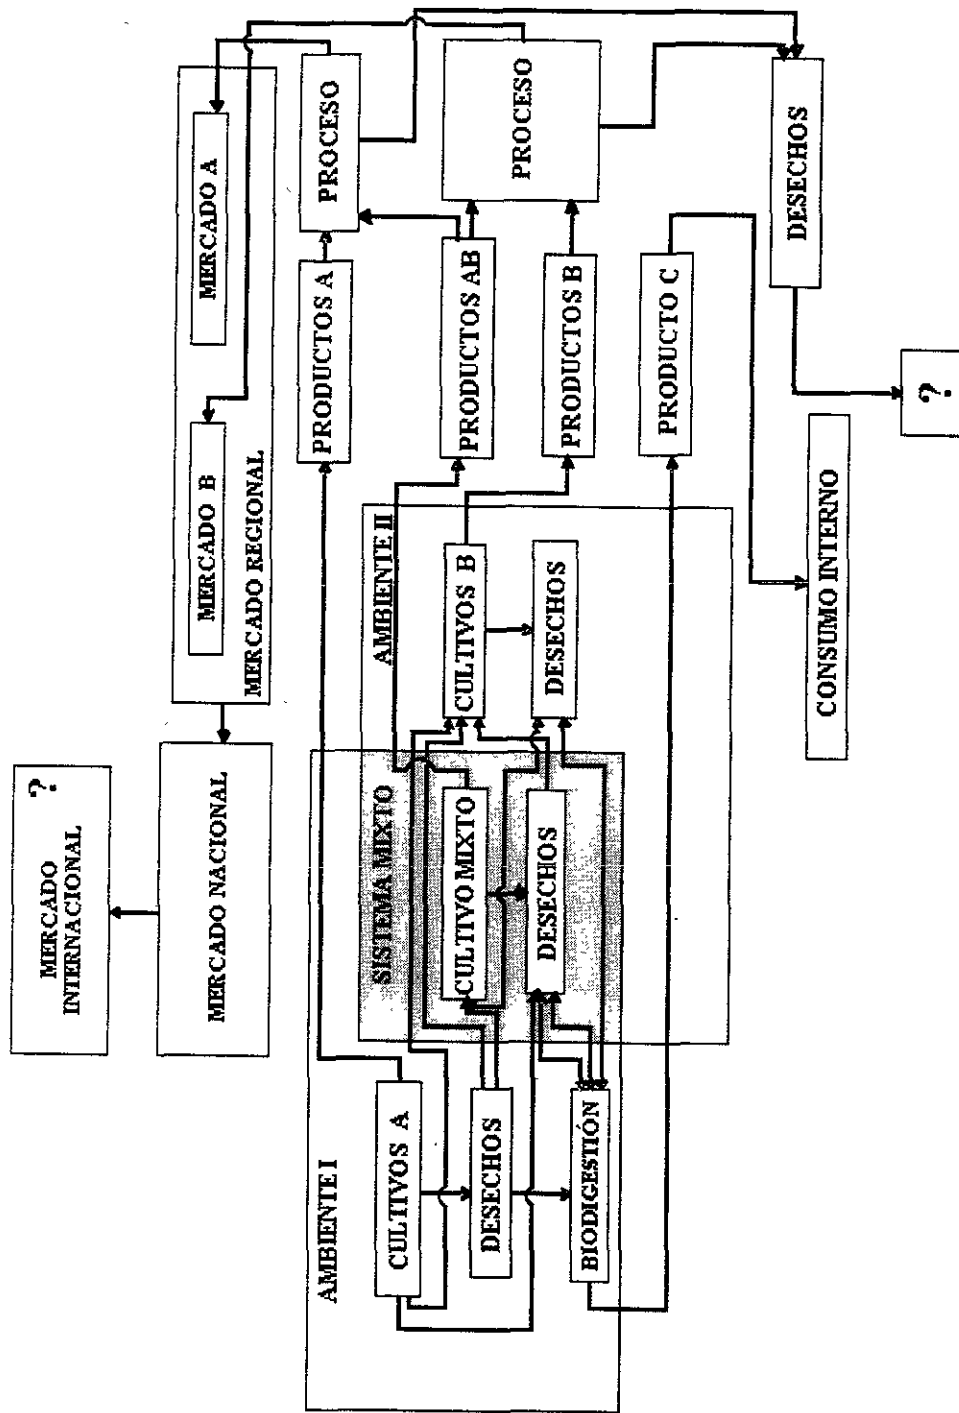 MERCADO
INTERNACIONAL
?
MERCADO NACIONAL
MERCADO REGIONAL
MERCADO B
MERCADO A
AMBIENTE I
CULTIVOS A
DESECHOS
BIODIGESTIÓN
SISTEMA MIXTO
CULTIVO MIXTO
DESECHOS
AMBIENTE II
CULTIVOS B
DESECHOS
PRODUCTOS A
PRODUCTOS AB
PRODUCTOS B
PRODUCTO C
PROCESO
PROCESO
DESECHOS
CONSUMO INTERNO
?